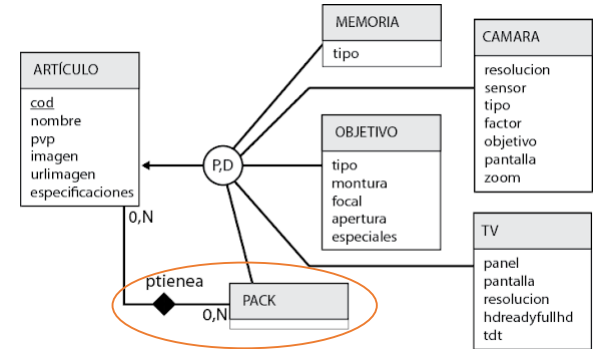 MEMORIA
tipo
CAMARA
resolucion
sensor
tipo
factor
objetivo
pantalla
zoom
ARTÍCULO
cod
nombre
pvp
imagen
urlimagen
especificaciones
P,D
OBJETIVO
tipo
montura
focal
apertura
especiales
0,N
TV
panel
pantalla
resolucion
hdreadyfullhd
tdt
ptienea
0,N
PACK